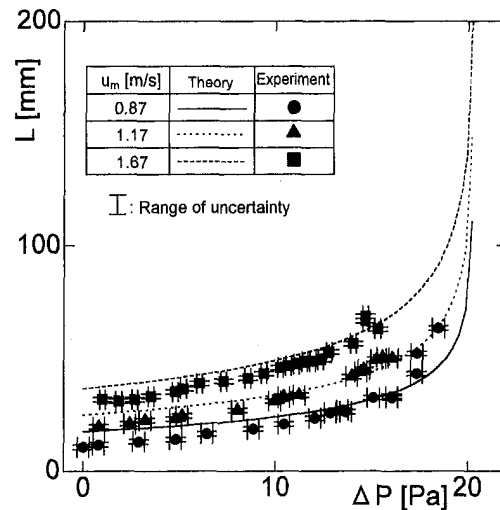 200
L [mm]
u_m [m/s] Theory Experiment
0.87
1.17
1.67
: Range of uncertainty
100
0
0 10 20
ΔP [Pa]